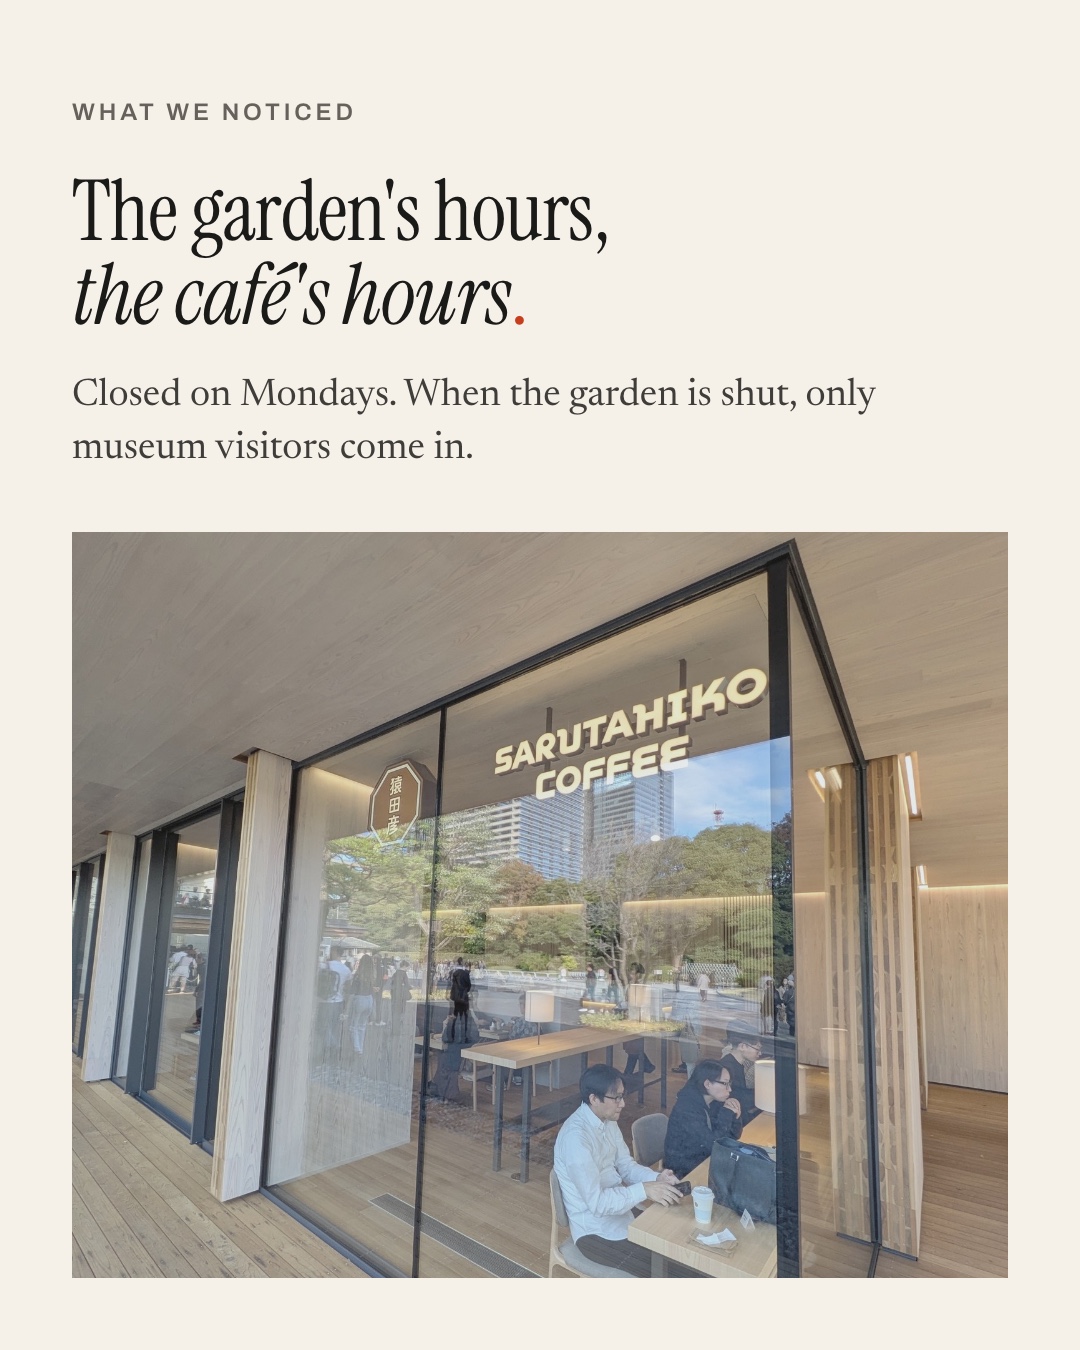 WHAT WE NOTICED
The garden's hours,
the café's hours.
Closed on Mondays. When the garden is shut, only
museum visitors come in.
SARUTAHIKO
COFFEE
猿田彦